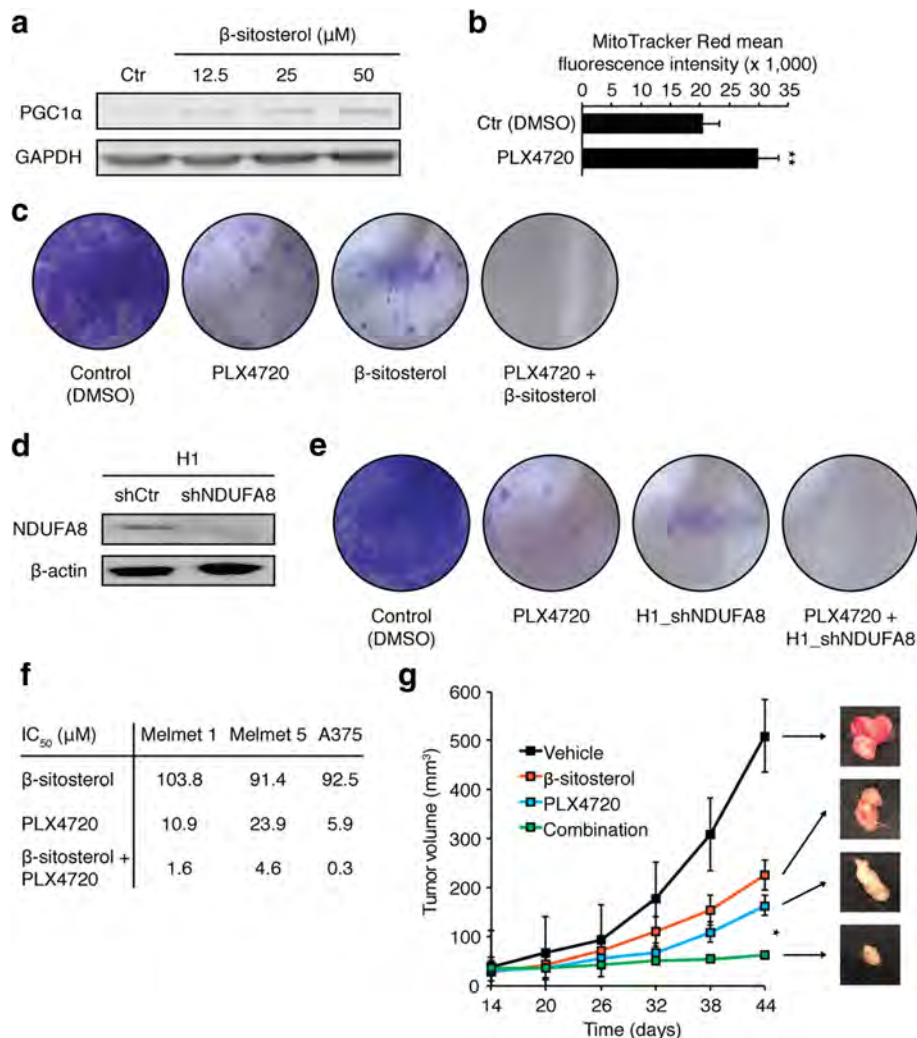 a
β-sitosterol (μM)
Ctr 12.5 25 50
PGC1α
GAPDH
b
MitoTracker Red mean
fluorescence intensity (x 1,000)
0 5 10 15 20 25 30 35
Ctr (DMSO)
PLX4720
**
c
Control
(DMSO)
PLX4720
β-sitosterol
PLX4720 +
β-sitosterol
d
H1
shCtr shNDUFA8
NDUFA8
β-actin
e
Control
(DMSO)
PLX4720
H1_shNDUFA8
PLX4720 +
H1_shNDUFA8
f
IC50 (μM) Melmet 1 Melmet 5 A375
β-sitosterol 103.8 91.4 92.5
PLX4720 10.9 23.9 5.9
β-sitosterol +
PLX4720 1.6 4.6 0.3
g
600
500
400
300
200
100
0
Tumor volume (mm³)
Vehicle
β-sitosterol
PLX4720
Combination
*
14 20 26 32 38 44
Time (days)